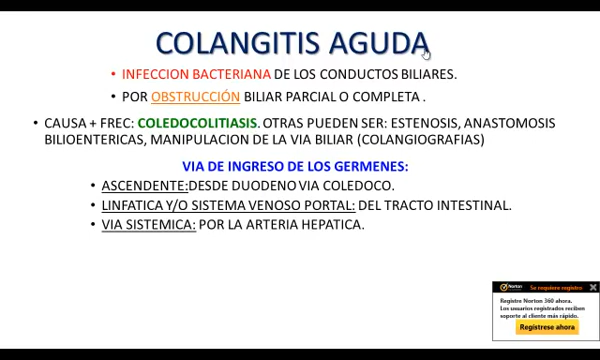 COLANGITIS AGUDA
• INFECCION BACTERIANA DE LOS CONDUCTOS BILIARES.
• POR OBSTRUCCIÓN BILIAR PARCIAL O COMPLETA .
• CAUSA + FREC: COLEDOCOLITIASIS. OTRAS PUEDEN SER: ESTENOSIS, ANASTOMOSIS
BILIOENTERICAS, MANIPULACION DE LA VIA BILIAR (COLANGIOGRAFIAS)
VIA DE INGRESO DE LOS GERMENES:
• ASCENDENTE:DESDE DUODENO VIA COLEDOCO.
• LINFATICA Y/O SISTEMA VENOSO PORTAL: DEL TRACTO INTESTINAL.
• VIA SISTEMICA: POR LA ARTERIA HEPATICA.
Norton Se requiere registro X
Registre Norton 360 ahora.
Los usuarios registrados reciben
soporte al cliente más rápido.
Regístrese ahora